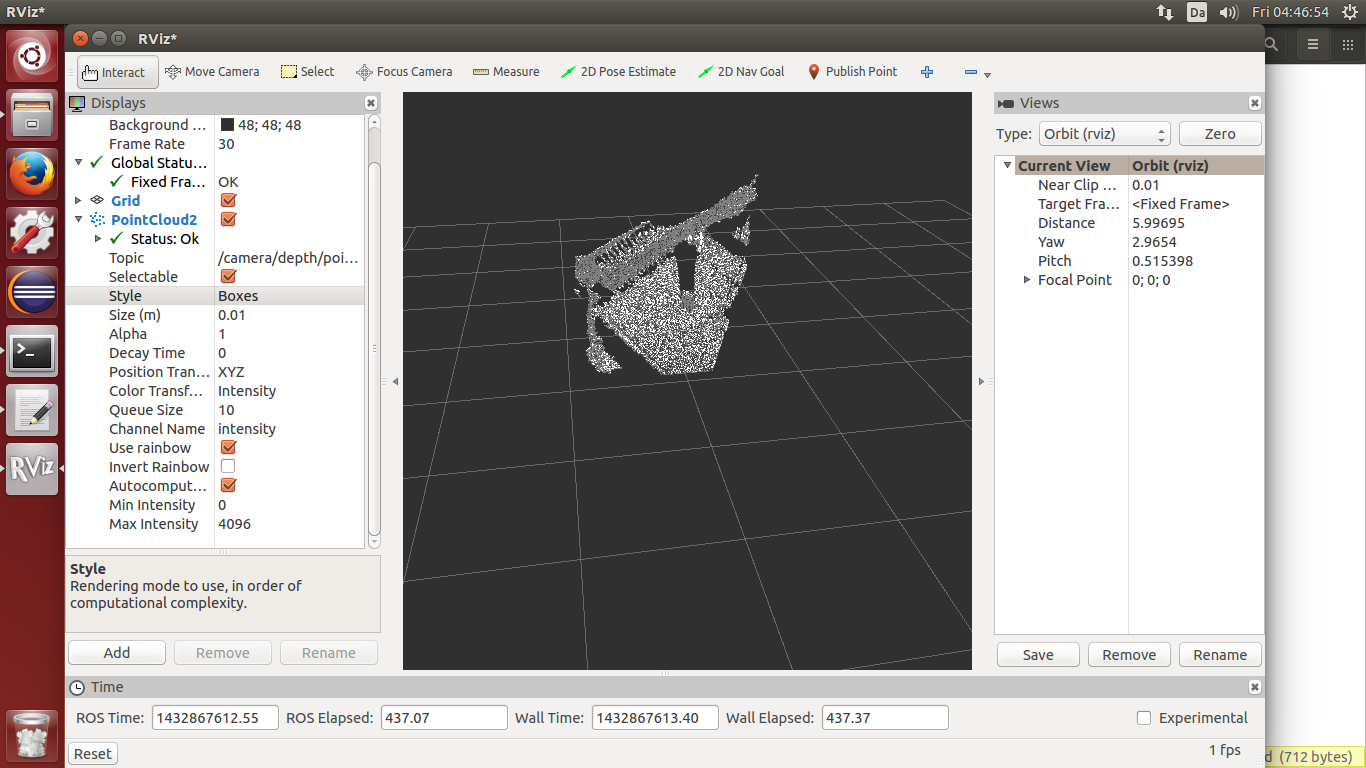 RViz*
Da
Fri 04:46:54
RViz*
Interact
Move Camera
Select
Focus Camera
Measure
2D Pose Estimate
2D Nav Goal
Publish Point
Displays
Background ... 48; 48; 48
Frame Rate 30
Global Statu...
Fixed Fra... OK
Grid
PointCloud2
Status: Ok
Topic /camera/depth/poi...
Selectable
Style Boxes
Size (m) 0.01
Alpha 1
Decay Time 0
Position Tran... XYZ
Color Transf... Intensity
Queue Size 10
Channel Name intensity
Use rainbow
Invert Rainbow
Autocomput...
Min Intensity 0
Max Intensity 4096
Style
Rendering mode to use, in order of
computational complexity.
Add Remove Rename
Views
Type: Orbit (rviz) Zero
Current View Orbit (rviz)
Near Clip ... 0.01
Target Fra... <Fixed Frame>
Distance 5.99695
Yaw 2.9654
Pitch 0.515398
Focal Point 0; 0; 0
Save Remove Rename
RViz
Time
ROS Time: 1432867612.55 ROS Elapsed: 437.07 Wall Time: 1432867613.40 Wall Elapsed: 437.37 Experimental
Reset
1 fps
d (712 bytes)